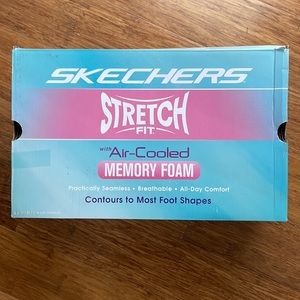 SKECHERS
STRETCH
FIT.
with Air-Cooled
MEMORY FOAM
Practically Seamless • Breathable • All-Day Comfort
Contours to Most Foot Shapes